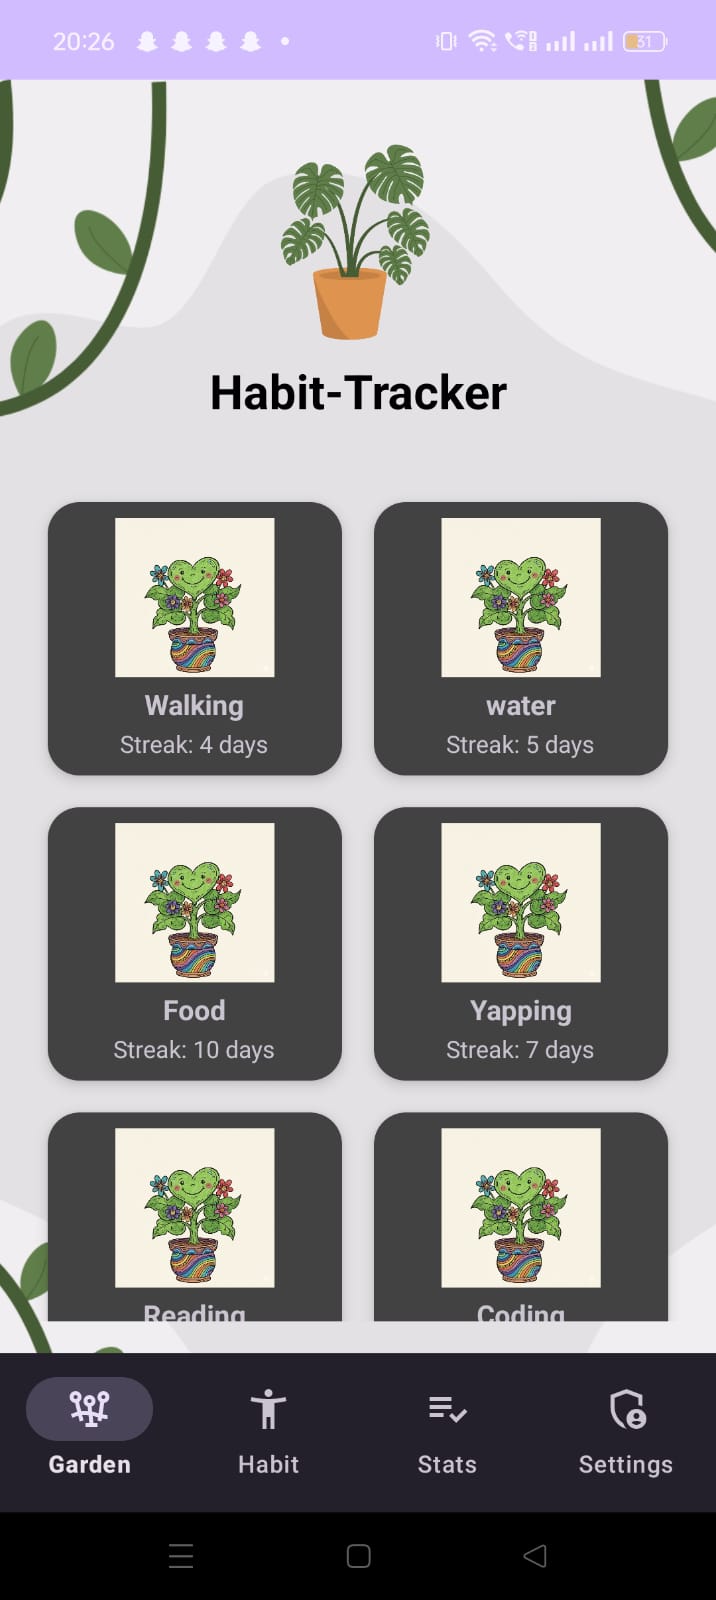 20:26
31
Habit-Tracker
Walking
Streak: 4 days
water
Streak: 5 days
Food
Streak: 10 days
Yapping
Streak: 7 days
Reading
Coding
Garden
Habit
Stats
Settings